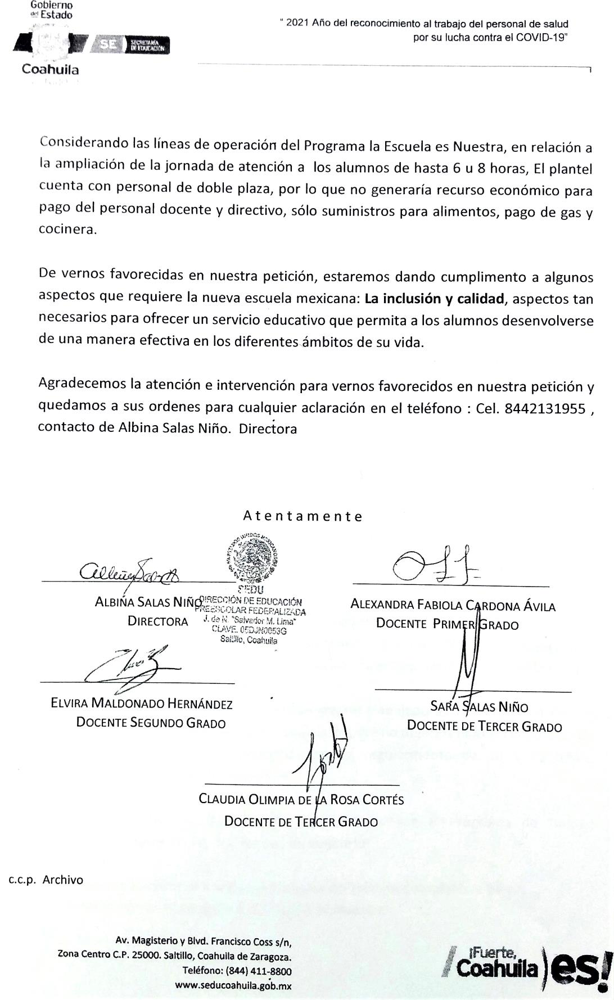 Gobierno
del Estado
SE
SECRETARÍA
DE EDUCACIÓN
Coahuila
" 2021 Año del reconocimiento al trabajo del personal de salud
por su lucha contra el COVID-19"
Considerando las líneas de operación del Programa la Escuela es Nuestra, en relación a
la ampliación de la jornada de atención a los alumnos de hasta 6 u 8 horas, El plantel
cuenta con personal de doble plaza, por lo que no generaría recurso económico para
pago del personal docente y directivo, sólo suministros para alimentos, pago de gas y
cocinera.
De vernos favorecidas en nuestra petición, estaremos dando cumplimento a algunos
aspectos que requiere la nueva escuela mexicana: La inclusión y calidad, aspectos tan
necesarios para ofrecer un servicio educativo que permita a los alumnos desenvolverse
de una manera efectiva en los diferentes ámbitos de su vida.
Agradecemos la atención e intervención para vernos favorecidos en nuestra petición y
quedamos a sus ordenes para cualquier aclaración en el teléfono : Cel. 8442131955 ,
contacto de Albina Salas Niño. Directora
Atentamente
ALBINA SALAS NIÑO
DIRECTORA
SEDU
DIRECCIÓN DE EDUCACIÓN
PREESCOLAR FEDERALIZADA
J. de N. "Salvador M. Lima"
CLAVE. 05DJN0053G
Saltillo, Coahuila
ALEXANDRA FABIOLA CARDONA ÁVILA
DOCENTE PRIMER GRADO
ELVIRA MALDONADO HERNÁNDEZ
DOCENTE SEGUNDO GRADO
SARA SALAS NIÑO
DOCENTE DE TERCER GRADO
CLAUDIA OLIMPIA DE LA ROSA CORTÉS
DOCENTE DE TERCER GRADO
c.c.p. Archivo
Av. Magisterio y Blvd. Francisco Coss s/n,
Zona Centro C.P. 25000. Saltillo, Coahuila de Zaragoza.
Teléfono: (844) 411-8800
www.seducoahuila.gob.mx
¡Fuerte,
Coahuila es!